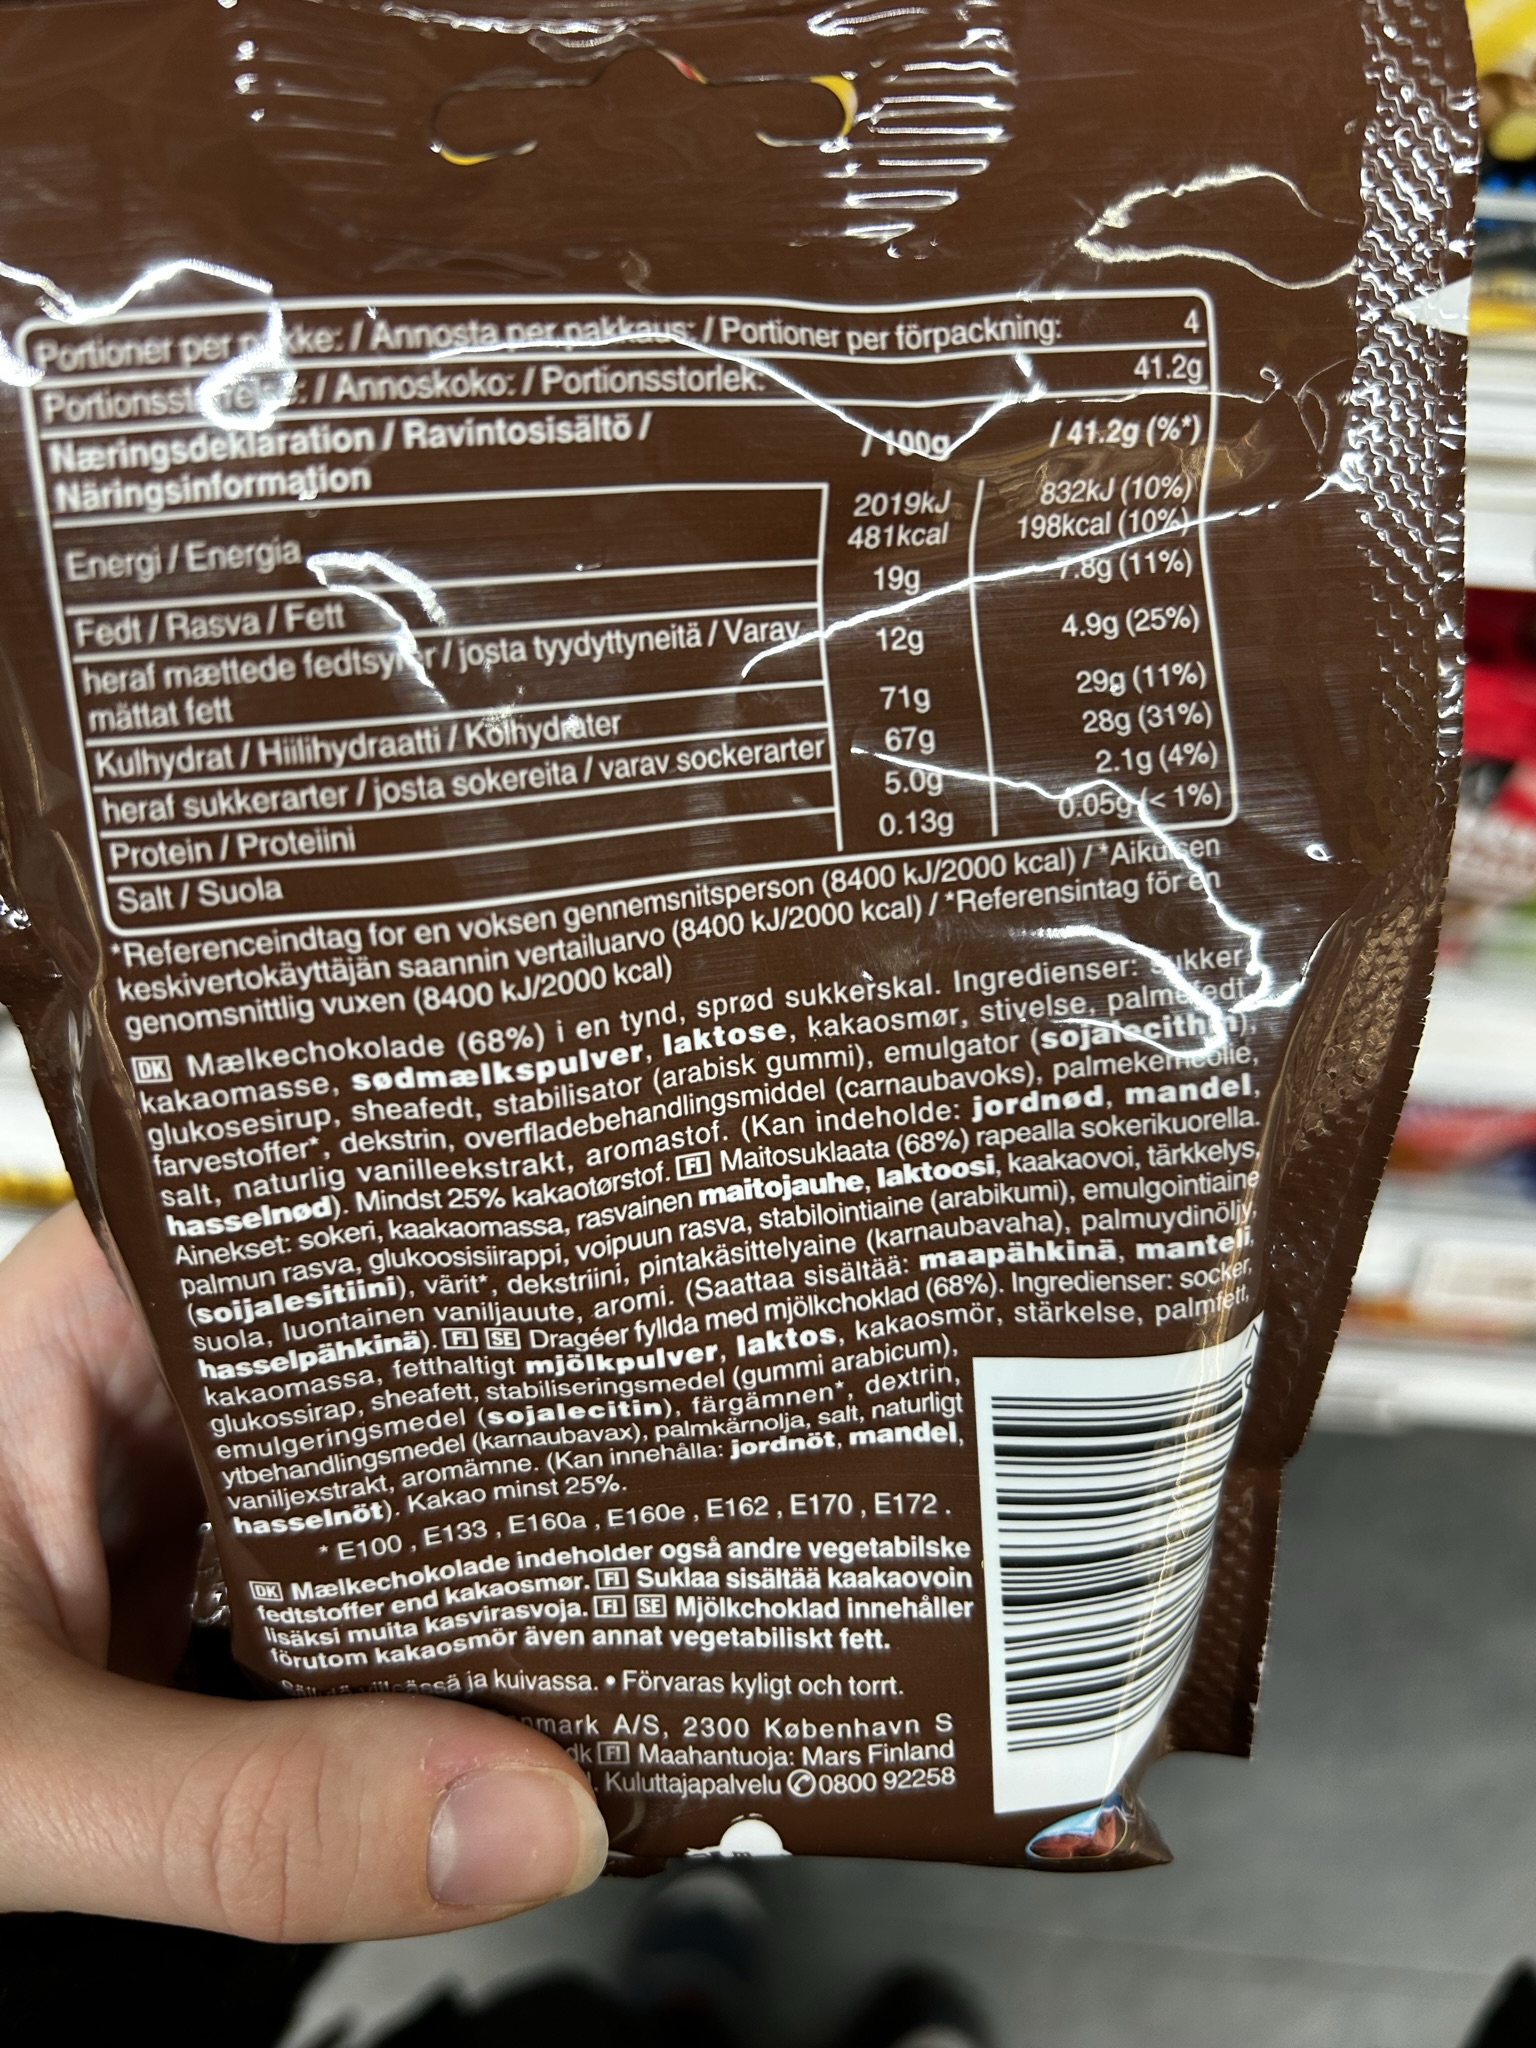 Portioner per pakke: / Annosta per pakkaus: / Portioner per förpackning: 4
/ Annoskoko: / Portionsstorlek: 41.2g
Næringsdeklaration / Ravintosisältö / / 100g / 41.2g (%*)
Näringsinformation
Energi / Energia 2019kJ 832kJ (10%)
481kcal 198kcal (10%)
Fedt / Rasva / Fett 19g 7.8g (11%)
heraf mættede fedtsyrer / josta tyydyttyneitä / Varav 12g 4.9g (25%)
mättat fett
Kulhydrat / Hiilihydraatti / Kolhydrater 71g 29g (11%)
heraf sukkerarter / josta sokereita / varav sockerarter 67g 28g (31%)
Protein / Proteiini 5.0g 2.1g (4%)
Salt / Suola 0.13g 0.05g (< 1%)
*Referenceindtag for en voksen gennemsnitsperson (8400 kJ/2000 kcal) / *Aikuisen
keskivertokäyttäjän saannin vertailuarvo (8400 kJ/2000 kcal) / *Referensintag för en
genomsnittlig vuxen (8400 kJ/2000 kcal)
DK Mælkechokolade (68%) i en tynd, sprød sukkerskal. Ingredienser: sukker,
kakaomasse, sødmælkspulver, laktose, kakaosmør, stivelse, palmefedt,
glukosesirup, sheafedt, stabilisator (arabisk gummi), emulgator (sojalecithin),
farvestoffer*, dekstrin, overfladebehandlingsmiddel (carnaubavoks), palmekerneolie,
salt, naturlig vanilleekstrakt, aromastof. (Kan indeholde: jordnød, mandel,
hasselnød). Mindst 25% kakaotørstof. FI Maitosuklaata (68%) rapealla sokerikuorella.
Ainekset: sokeri, kaakaomassa, rasvainen maitojauhe, laktoosi, kaakaovoi, tärkkelys,
palmun rasva, glukoosisiirappi, voipuun rasva, stabilointiaine (arabikumi), emulgointiaine
(soijalesitiini), värit*, dekstriini, pintakäsittelyaine (karnaubavaha), palmuydinöljy,
suola, luontainen vaniljauute, aromi. (Saattaa sisältää: maapähkinä, manteli,
hasselpähkinä). FI SE Dragéer fyllda med mjölkchoklad (68%). Ingredienser: socker,
kakaomassa, fetthaltigt mjölkpulver, laktos, kakaosmör, stärkelse, palmfett,
glukossirap, sheafett, stabiliseringsmedel (gummi arabicum),
emulgeringsmedel (sojalecitin), färgämnen*, dextrin,
ytbehandlingsmedel (karnaubavax), palmkärnolja, salt, naturligt
vaniljexstrakt, aromämne. (Kan innehålla: jordnöt, mandel,
hasselnöt). Kakao minst 25%.
* E100 , E133 , E160a , E160e , E162 , E170 , E172 .
DK Mælkechokolade indeholder også andre vegetabilske
fedtstoffer end kakaosmør. FI Suklaa sisältää kaakaovoin
lisäksi muita kasvirasvoja. FI SE Mjölkchoklad innehåller
förutom kakaosmör även annat vegetabiliskt fett.
ja kuivassa. • Förvaras kyligt och torrt.
A/S, 2300 København S
dk FI Maahantuoja: Mars Finland
Kuluttajapalvelu 0800 92258